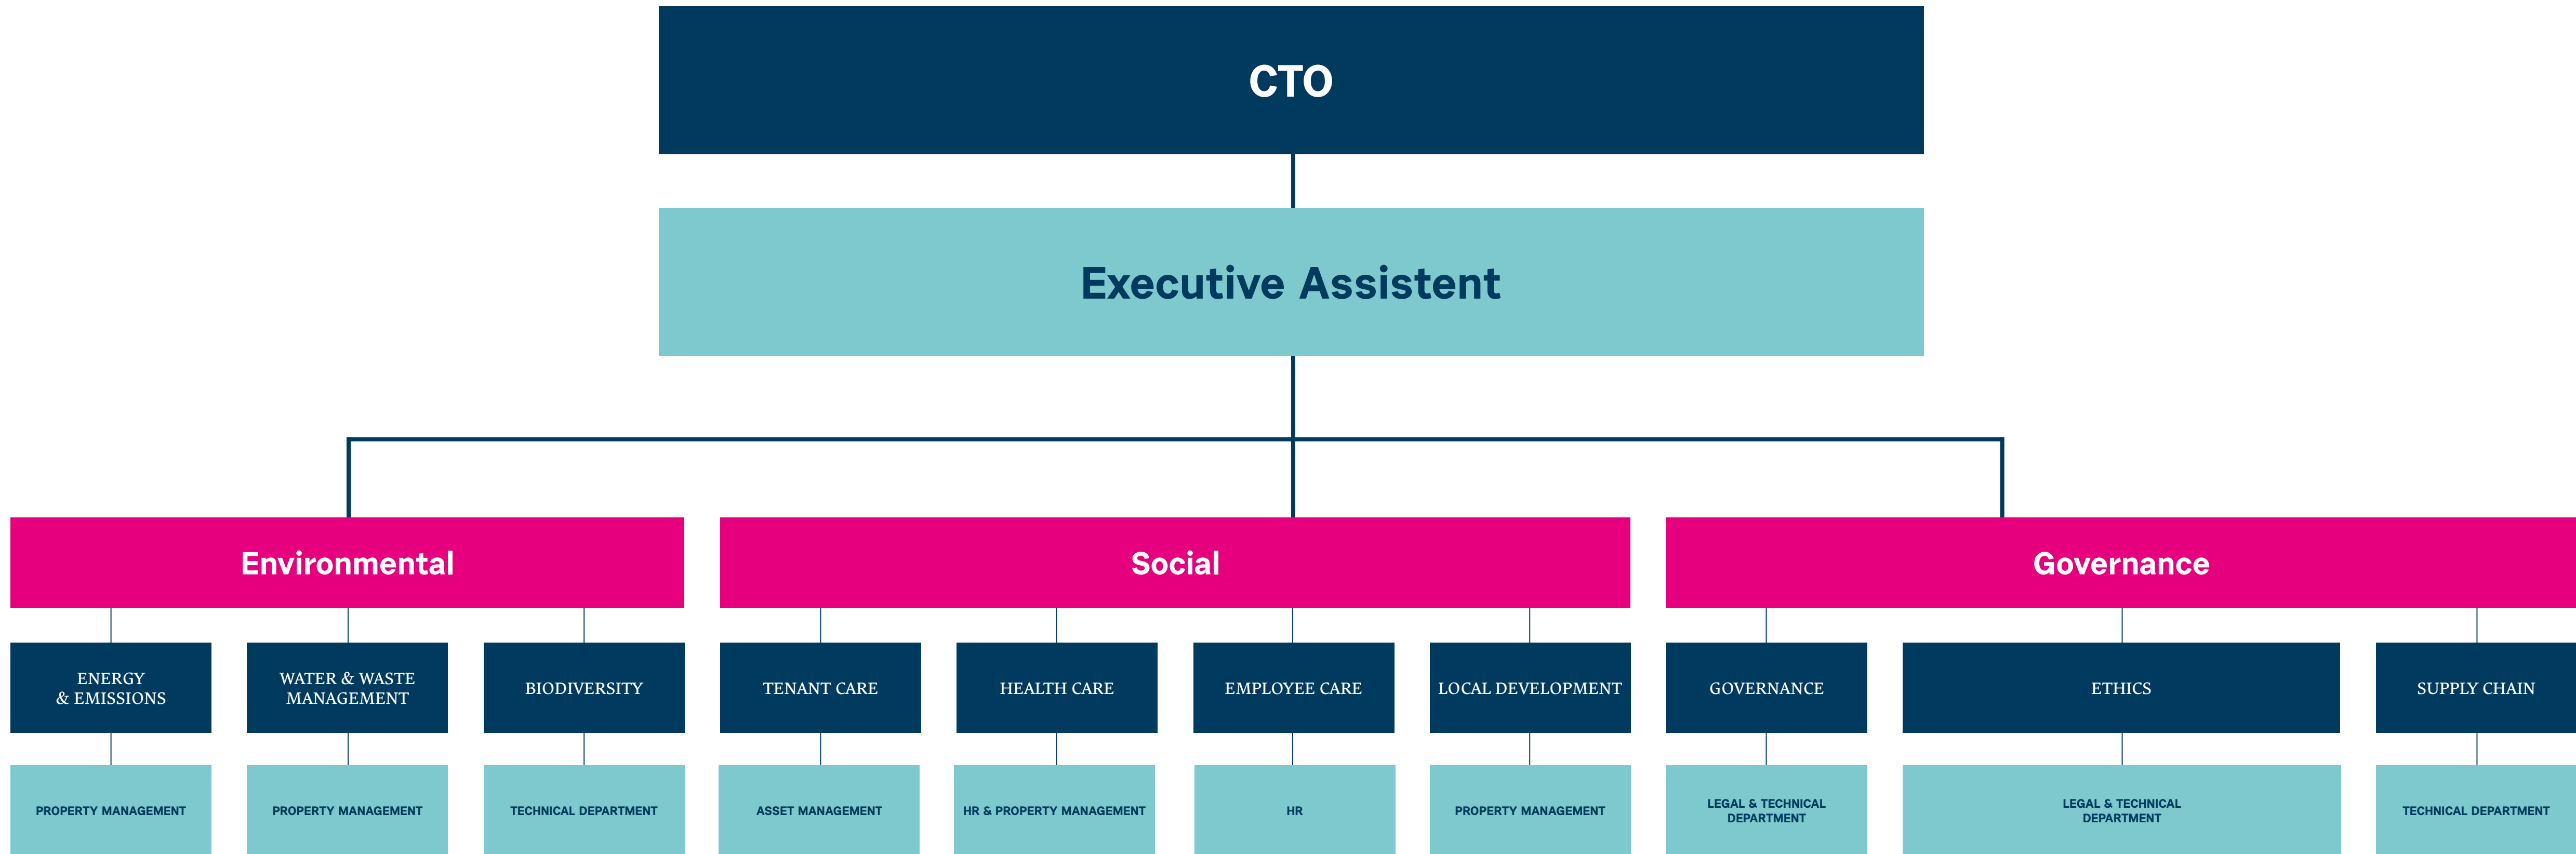 CTO
Executive Assistent
Environmental
Social
Governance
ENERGY
& EMISSIONS
WATER & WASTE
MANAGEMENT
BIODIVERSITY
TENANT CARE
HEALTH CARE
EMPLOYEE CARE
LOCAL DEVELOPMENT
GOVERNANCE
ETHICS
SUPPLY CHAIN
PROPERTY MANAGEMENT
PROPERTY MANAGEMENT
TECHNICAL DEPARTMENT
ASSET MANAGEMENT
HR & PROPERTY MANAGEMENT
HR
PROPERTY MANAGEMENT
LEGAL & TECHNICAL
DEPARTMENT
LEGAL & TECHNICAL
DEPARTMENT
TECHNICAL DEPARTMENT